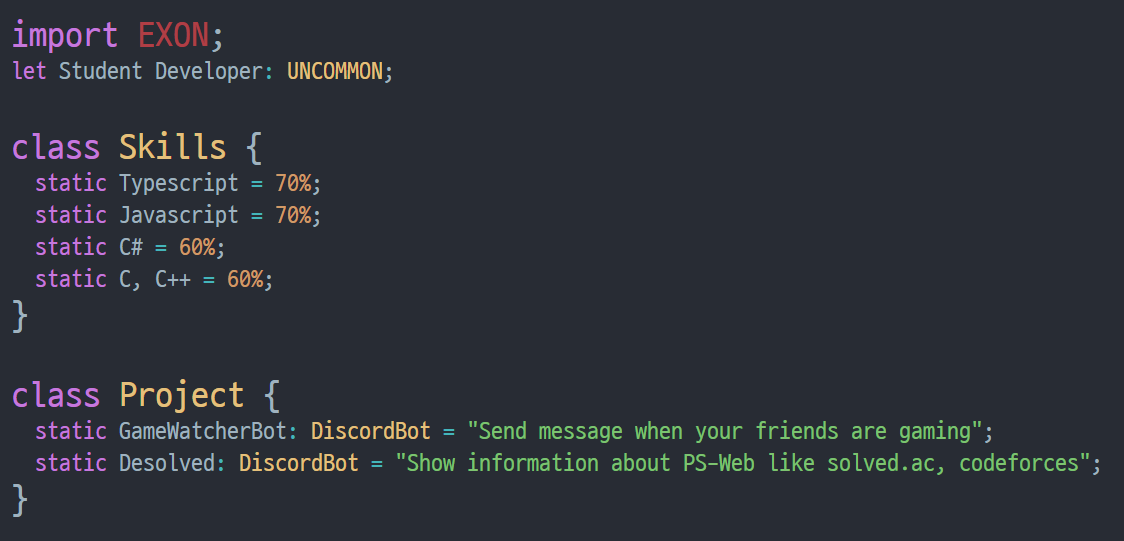 import EXON;
let Student Developer: UNCOMMON;
class Skills {
static Typescript = 70%;
static Javascript = 70%;
static C# = 60%;
static C, C++ = 60%;
}
class Project {
static GameWatcherBot: DiscordBot = "Send message when your friends are gaming";
static Desolved: DiscordBot = "Show information about PS-Web like solved.ac, codeforces";
}